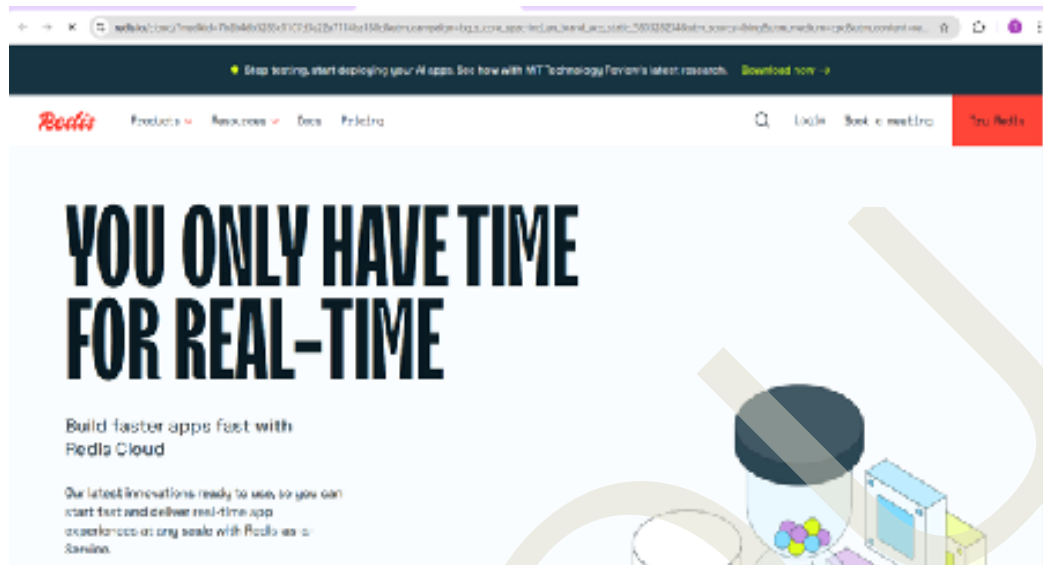 Stop testing, start deploying your AI apps. See how with MIT Technology Review's latest research. Download now →
Redis Products Resources Docs Pricing Login Book a meeting Try Redis
YOU ONLY HAVE TIME
FOR REAL-TIME
Build faster apps fast with
Redis Cloud
Our latest innovations ready to use, so you can
start fast and deliver real-time app
experiences at any scale with Redis as a
Service.